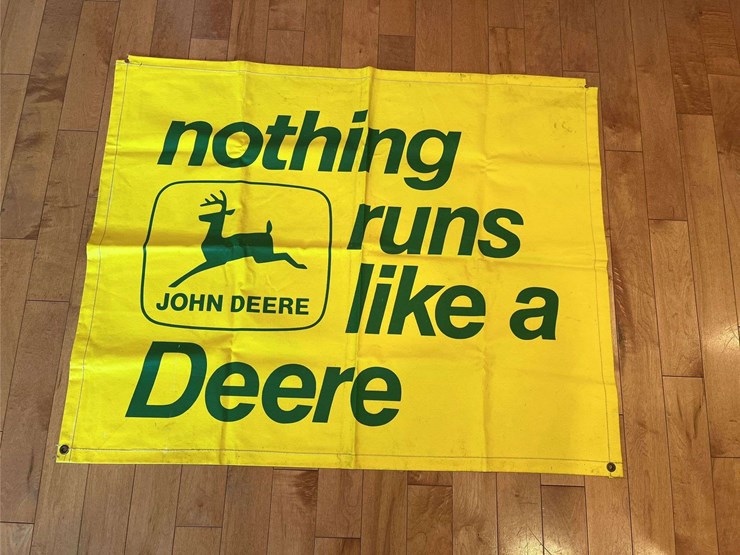 nothing
runs
like a
JOHN DEERE
Deere